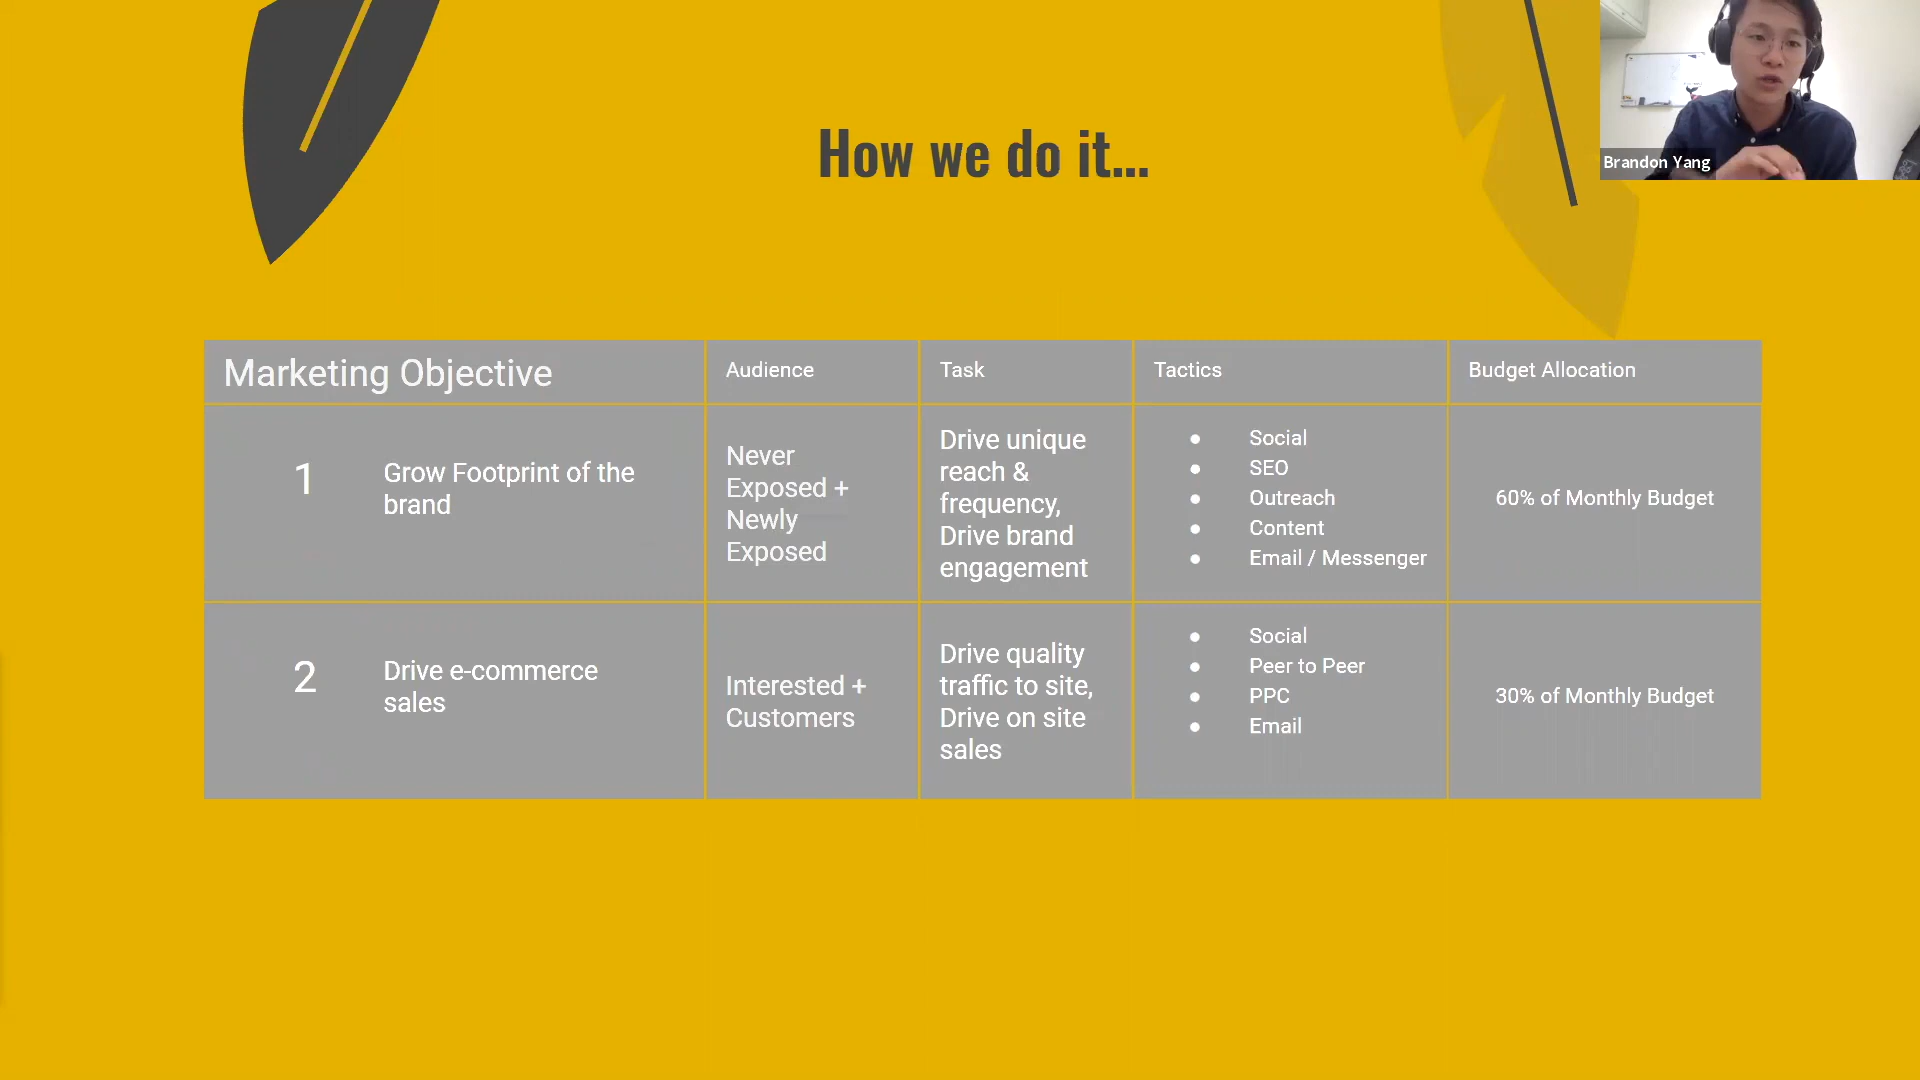 How we do it...
Brandon Yang
Marketing Objective
Audience
Task
Tactics
Budget Allocation
1
Grow Footprint of the
brand
Never
Exposed +
Newly
Exposed
Drive unique
reach &
frequency,
Drive brand
engagement
● Social
● SEO
● Outreach
● Content
● Email / Messenger
60% of Monthly Budget
2
Drive e-commerce
sales
Interested +
Customers
Drive quality
traffic to site,
Drive on site
sales
● Social
● Peer to Peer
● PPC
● Email
30% of Monthly Budget